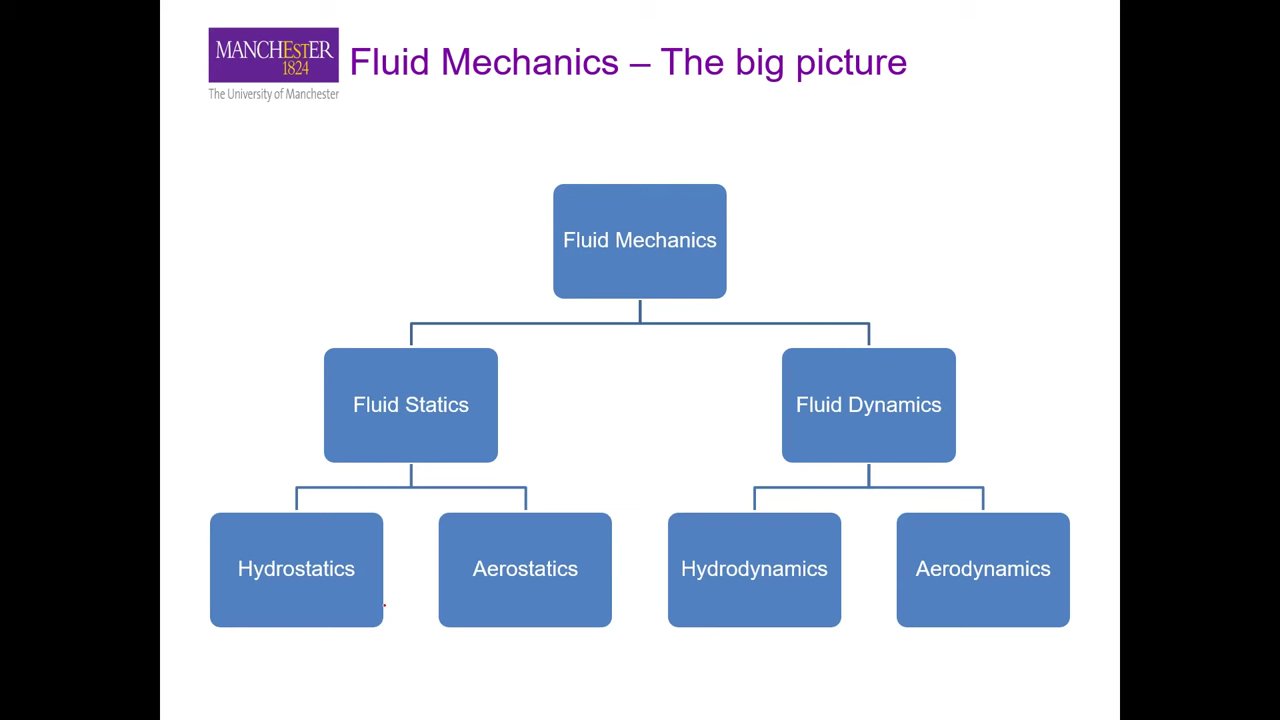 MANCHESTER
1824
The University of Manchester
Fluid Mechanics – The big picture
Fluid Mechanics
Fluid Statics
Fluid Dynamics
Hydrostatics
Aerostatics
Hydrodynamics
Aerodynamics